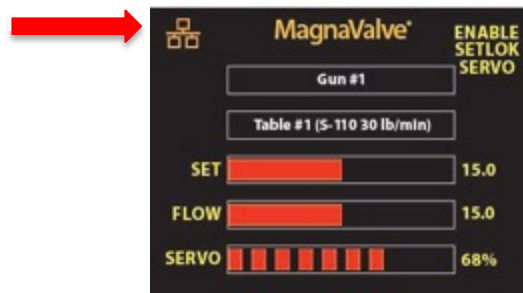 MagnaValve®
ENABLE
SETLOK
SERVO
Gun #1
Table #1 (S-110 30 lb/min)
SET 15.0
FLOW 15.0
SERVO 68%